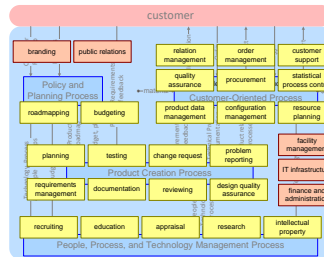 customer
branding
public relations
relation
management
order
management
customer
support
quality
assurance
procurement
statistical
process cont
Policy and
Planning Process
material
roadmapping
budgeting
product data
management
configuration
management
resource
planning
Customer-Oriented Process
planning
testing
change request
problem
reporting
facility
management
Product Creation Process
IT infrastruct
requirements
management
documentation
reviewing
design quality
assurance
finance and
administration
recruiting
education
appraisal
research
intellectual
property
People, Process, and Technology Management Process